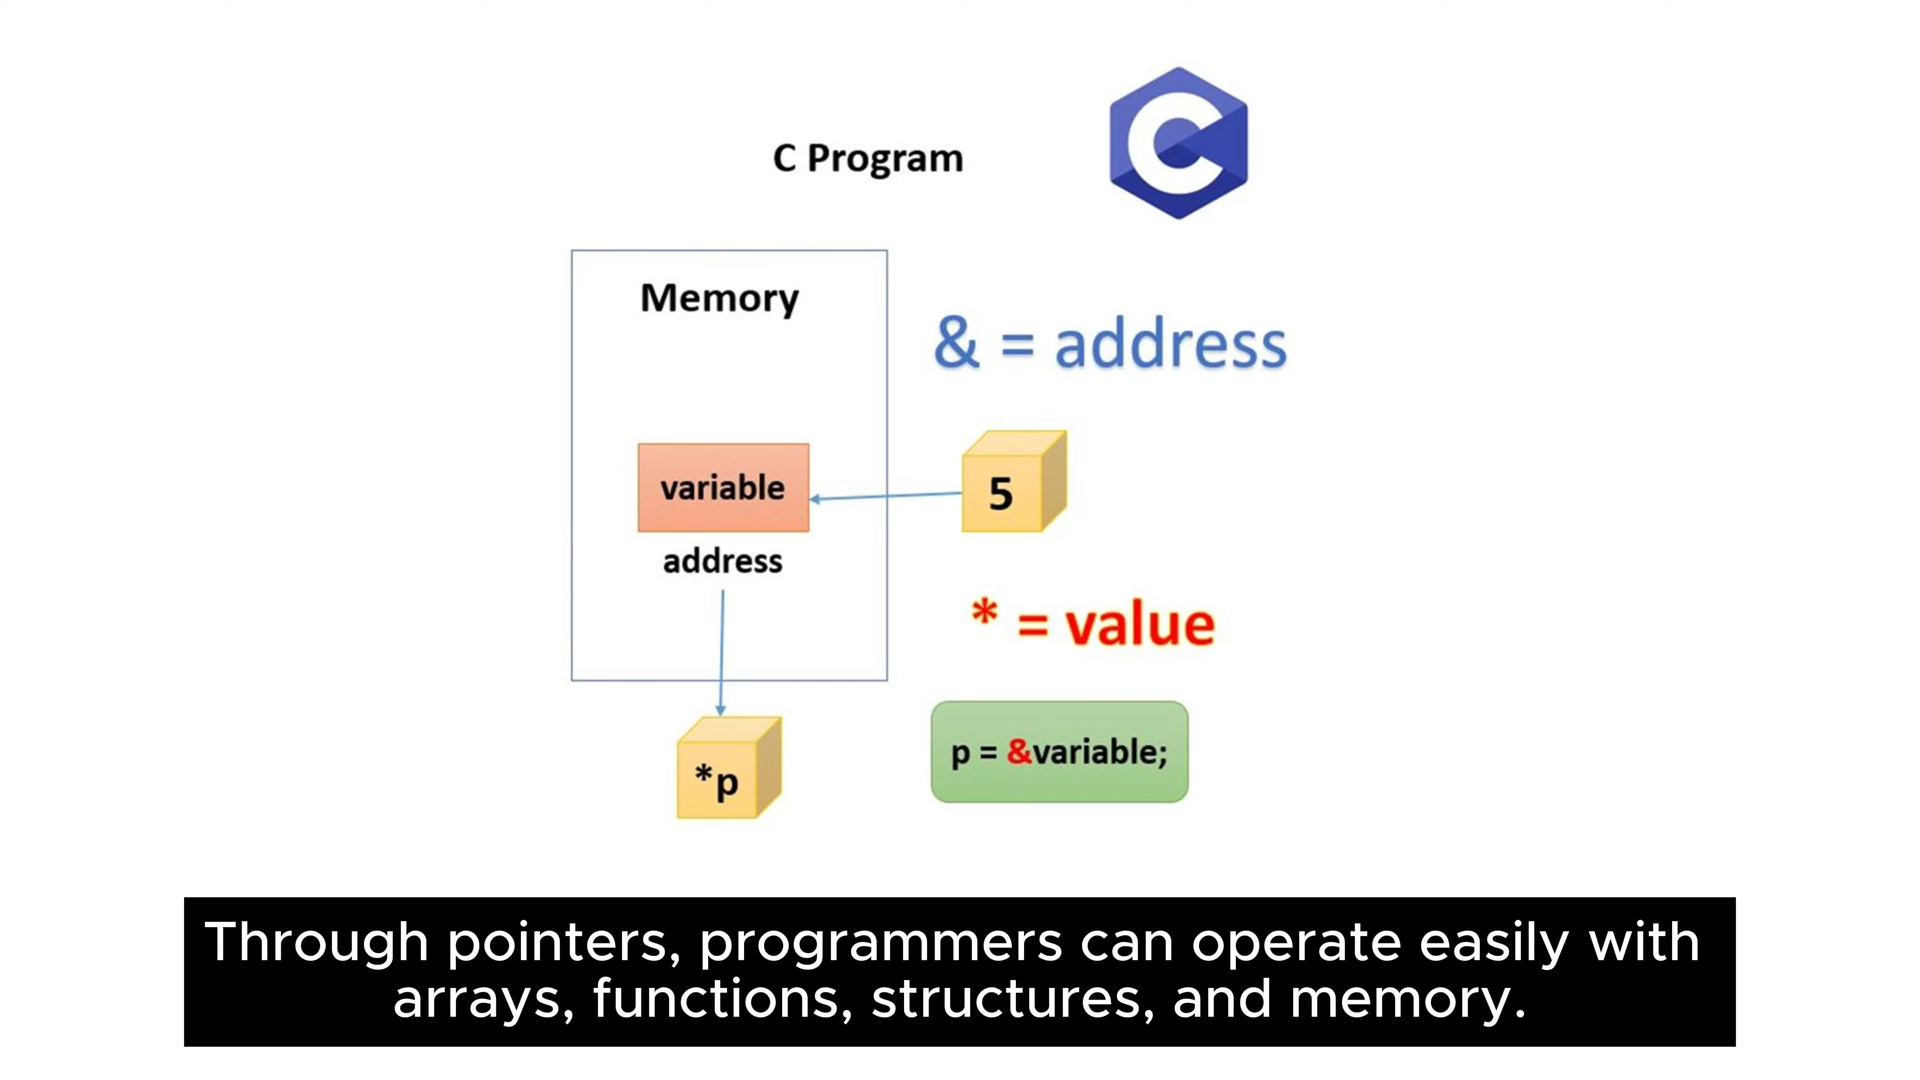 C Program
C
Memory
& = address
variable
5
address
* = value
*p
p = &variable;
Through pointers, programmers can operate easily with
arrays, functions, structures, and memory.